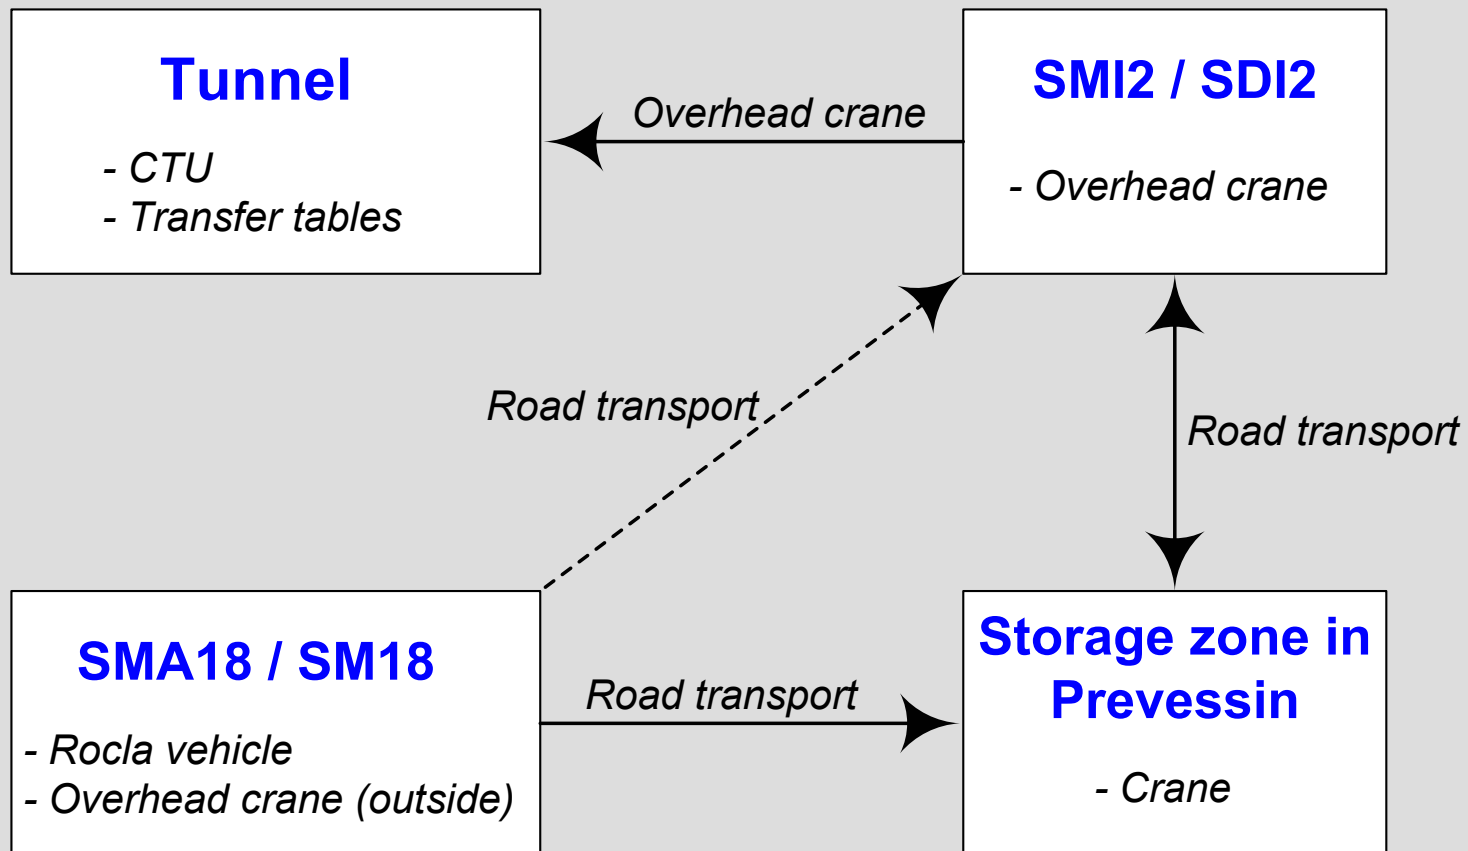 Tunnel
- CTU
- Transfer tables
Overhead crane
SMI2 / SDI2
- Overhead crane
Road transport
Road transport
SMA18 / SM18
- Rocla vehicle
- Overhead crane (outside)
Road transport
Storage zone in
Prevessin
- Crane